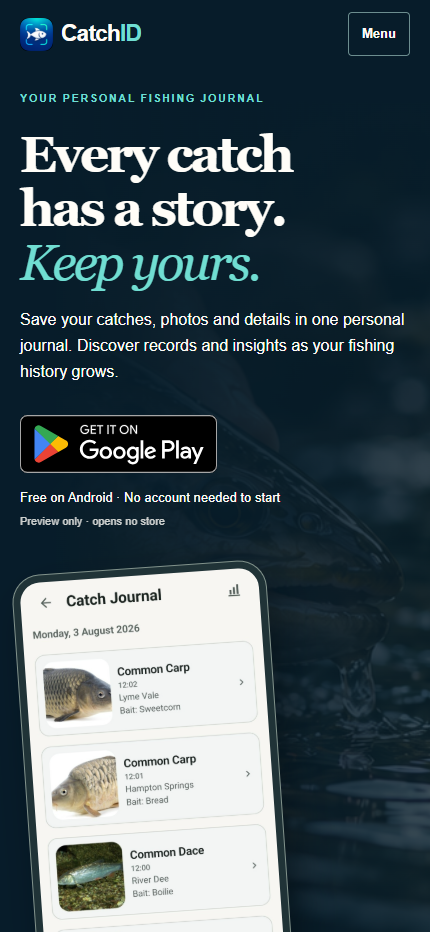 CatchID
Menu
YOUR PERSONAL FISHING JOURNAL
Every catch
has a story.
Keep yours.
Save your catches, photos and details in one personal
journal. Discover records and insights as your fishing
history grows.
GET IT ON
Google Play
Free on Android · No account needed to start
Preview only · opens no store
Catch Journal
Monday, 3 August 2026
Common Carp
12:02
Lyme Vale
Bait: Sweetcorn
Common Carp
12:01
Hampton Springs
Bait: Bread
Common Dace
12:00
River Dee
Bait: Boilie